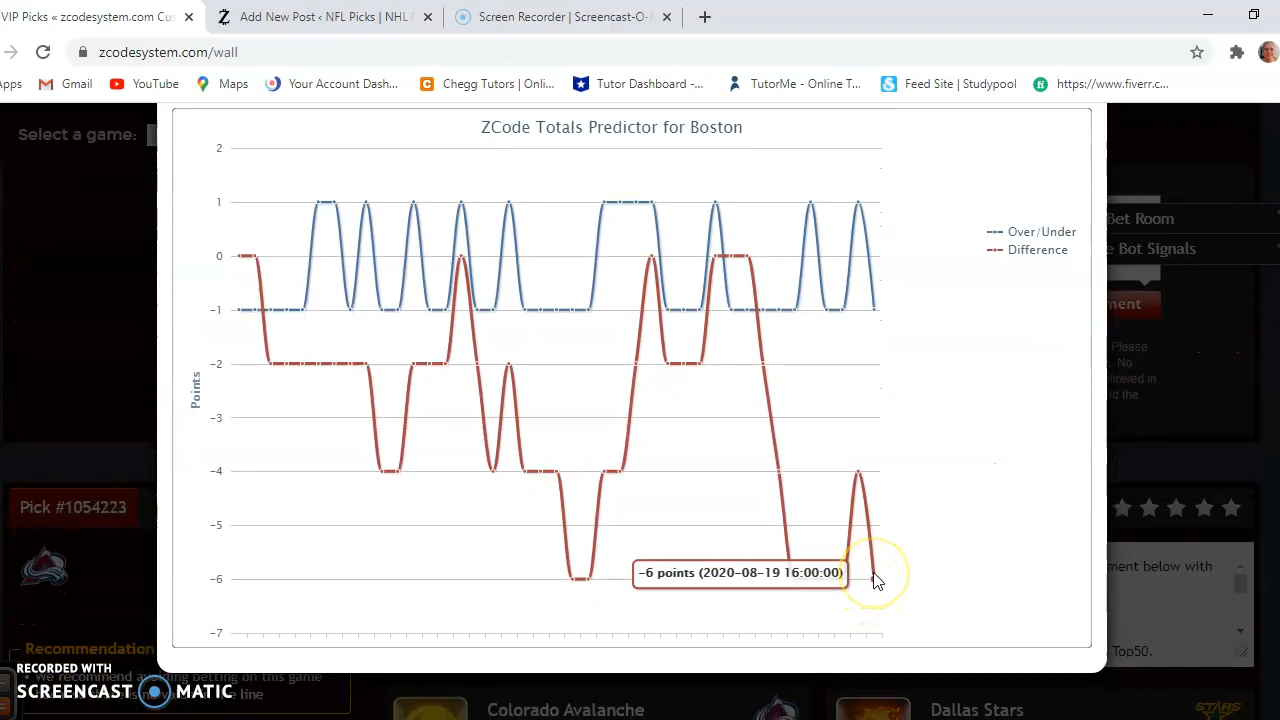 VIP Picks « zcodesystem.com Cus
Add New Post ‹ NFL Picks | NHL
Screen Recorder | Screencast-O-
zcodesystem.com/wall
Apps
Gmail
YouTube
Maps
Your Account Dash...
Chegg Tutors | Onli...
Tutor Dashboard -...
TutorMe - Online T...
Feed Site | Studypool
https://www.fiverr.c...
Select a game:
ZCode Totals Predictor for Boston
2
1
0
−1
−2
−3
−4
−5
−6
−7
Points
Over/Under
Difference
−6 points (2020−08−19 16:00:00)
Bet Room
e Bot Signals
ment
Please
No
llowed in
d the
Pick #1054223
ment below with
Top50.
Recommendation
We recommend avoiding betting on this game
line
RECORDED WITH
SCREENCAST MATIC
Colorado Avalanche
Dallas Stars
STARS